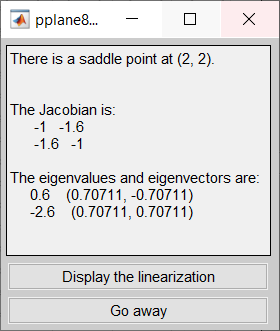 pplane8...
There is a saddle point at (2, 2).
The Jacobian is:
-1 -1.6
-1.6 -1
The eigenvalues and eigenvectors are:
0.6 (0.70711, -0.70711)
-2.6 (0.70711, 0.70711)
Display the linearization
Go away